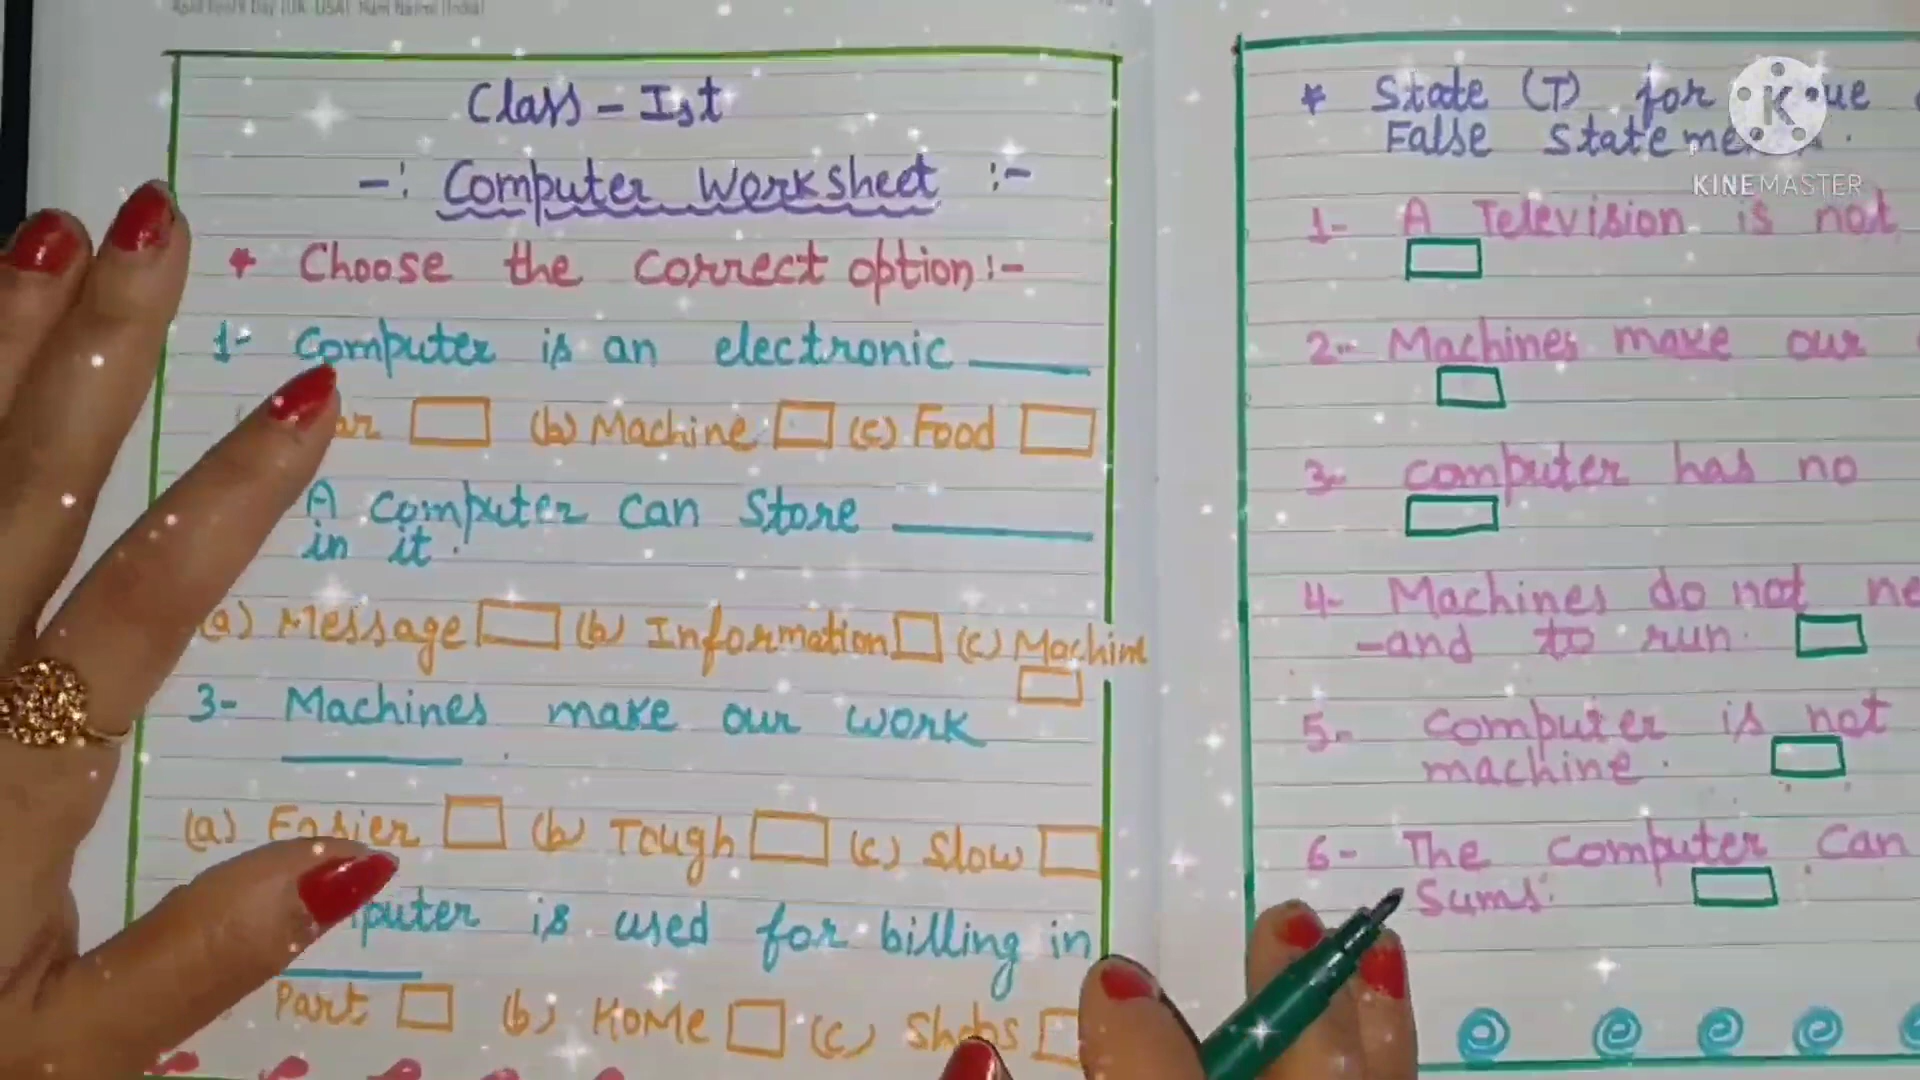 Class - Ist
-: Computer Worksheet :-
* Choose the correct option :-
1- Computer is an electronic ____
(b) Machine (c) Food
A computer can store ____
in it.
(a) Message (b) Information (c) Machine
3- Machines make our work
____.
(a) Easier (b) Tough (c) Slow
is used for billing in
____
Part (b) Home (c) Shops
* State (T) for
False
1- A Television is not
2- Machines make our
3- computer has no
4- Machines do not
-and to run.
5- Computer is not
machine.
6- The computer can
Sums.
KINEMASTER